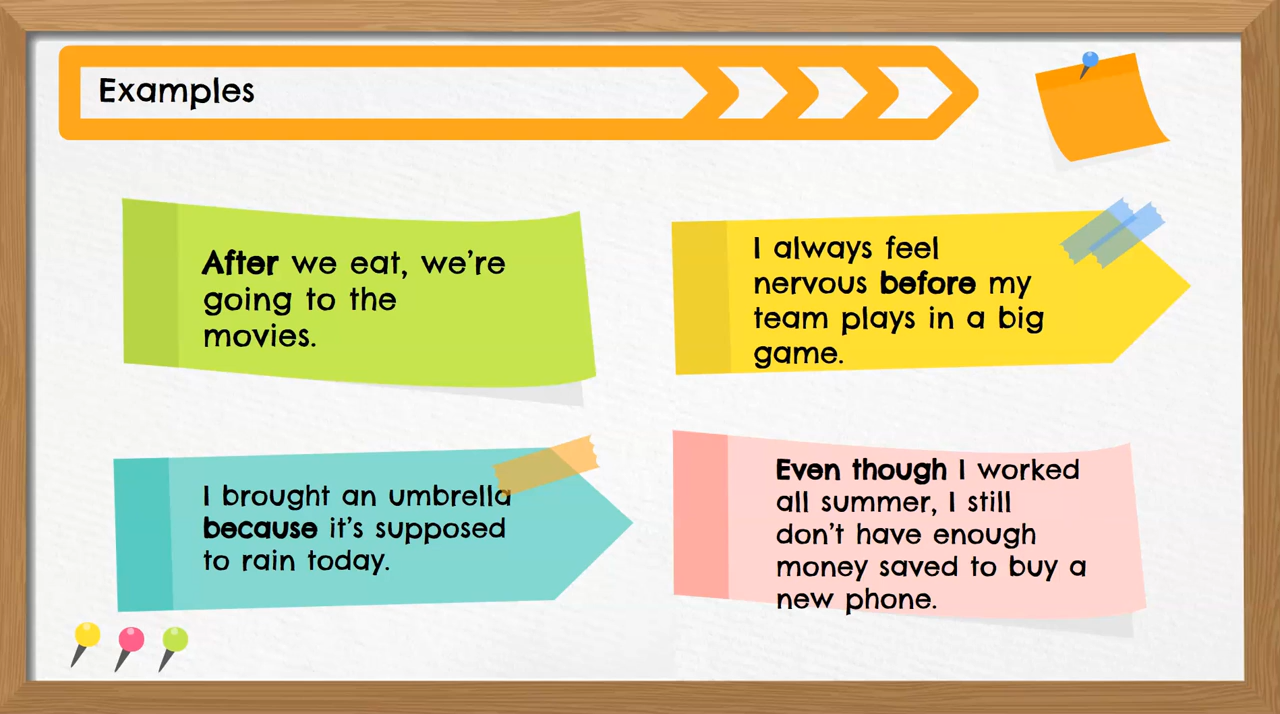 Examples
After we eat, we’re
going to the
movies.
I always feel
nervous before my
team plays in a big
game.
I brought an umbrella
because it’s supposed
to rain today.
Even though I worked
all summer, I still
don’t have enough
money saved to buy a
new phone.